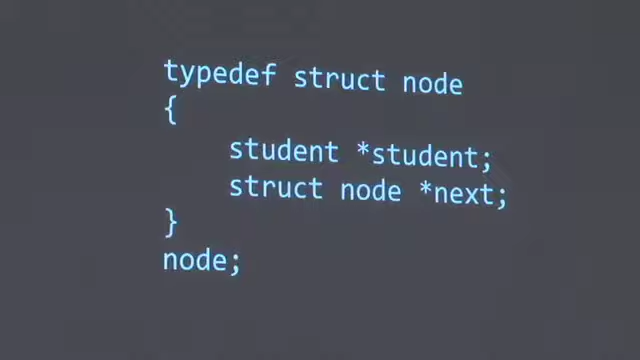 typedef struct node
{
    student *student;
    struct node *next;
}
node;